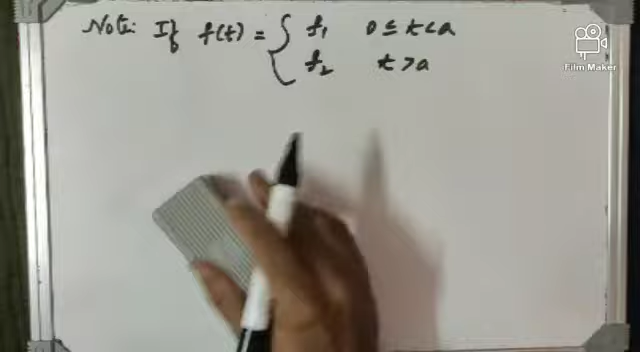 Note: If f(t) = { f₁ 0 ≤ t < a
f₂ t > a
Film Maker